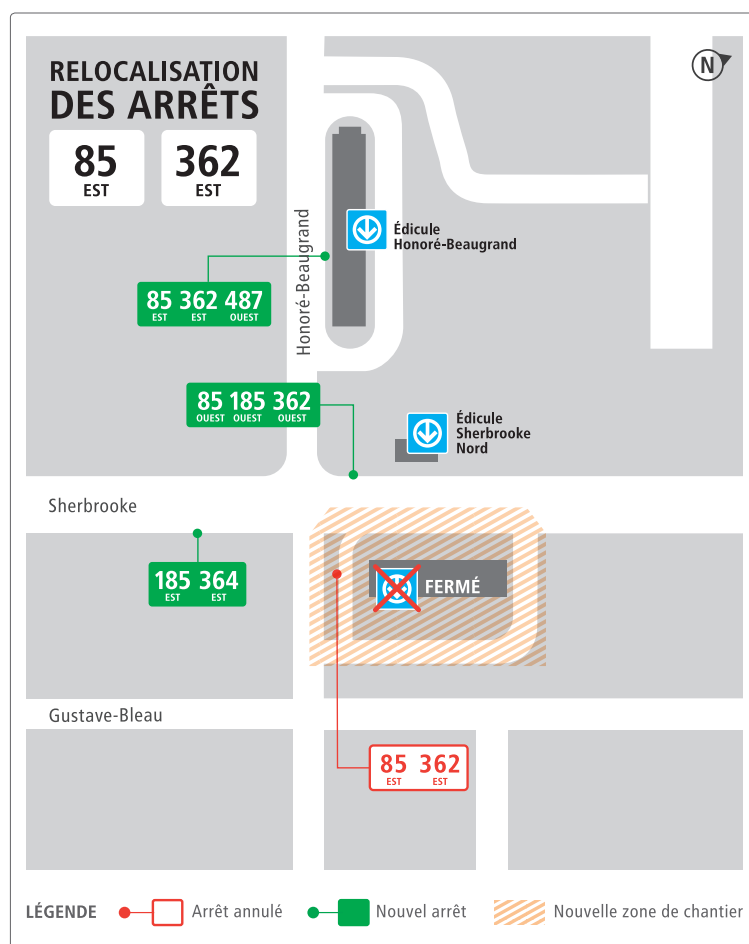 RELOCALISATION
DES ARRÊTS
85
EST
362
EST
N
Honoré-Beaugrand
Édicule
Honoré-Beaugrand
85 362 487
EST EST OUEST
85 185 362
OUEST OUEST OUEST
Édicule
Sherbrooke
Nord
Sherbrooke
185 364
EST EST
FERMÉ
Gustave-Bleau
85 362
EST EST
LÉGENDE
Arrêt annulé
Nouvel arrêt
Nouvelle zone de chantier